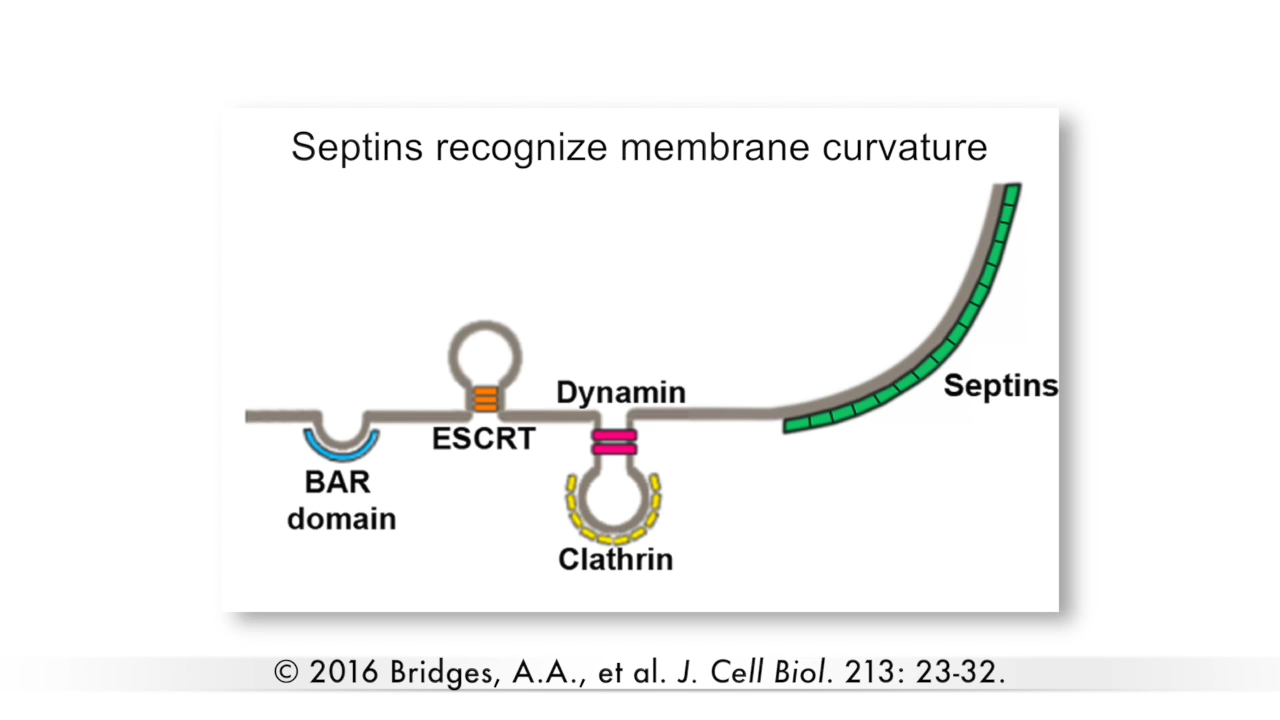 Septins recognize membrane curvature
Dynamin
Septins
ESCRT
BAR
domain
Clathrin
© 2016 Bridges, A.A., et al. J. Cell Biol. 213: 23-32.